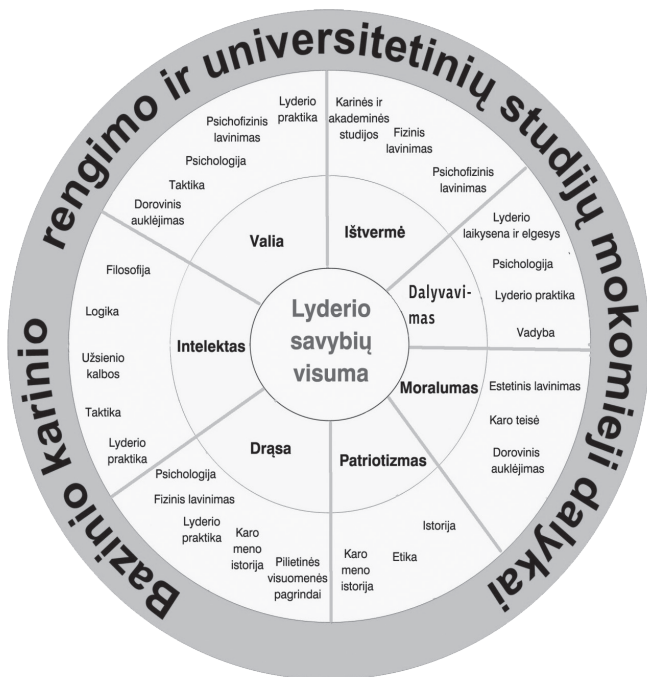 Bazinio karinio rengimo ir universitetinių studijų mokomieji dalykai
Lyderio
savybių
visuma
Valia
Lyderio
praktika
Psichofizinis
lavinimas
Psichologija
Taktika
Dorovinis
auklėjimas
Ištvermė
Karinės ir
akademinės
studijos
Fizinis
lavinimas
Psichofizinis
lavinimas
Dalyvavi-
mas
Lyderio
laikysena ir elgesys
Psichologija
Lyderio praktika
Vadyba
Moralumas
Estetinis lavinimas
Karo teisė
Dorovinis
auklėjimas
Patriotizmas
Istorija
Etika
Karo
meno
istorija
Drąsa
Psichologija
Fizinis lavinimas
Lyderio
praktika
Karo
meno
istorija
Pilietinės
visuomenės
pagrindai
Intelektas
Filosofija
Logika
Užsienio
kalbos
Taktika
Lyderio
praktika